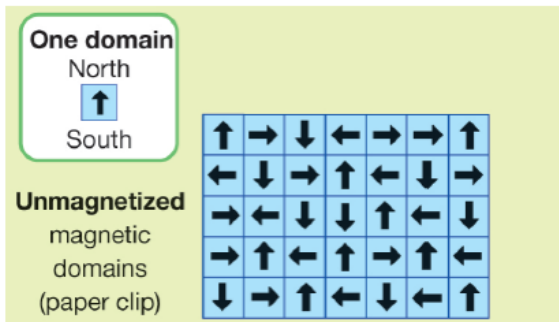 One domain
North
South
Unmagnetized
magnetic
domains
(paper clip)